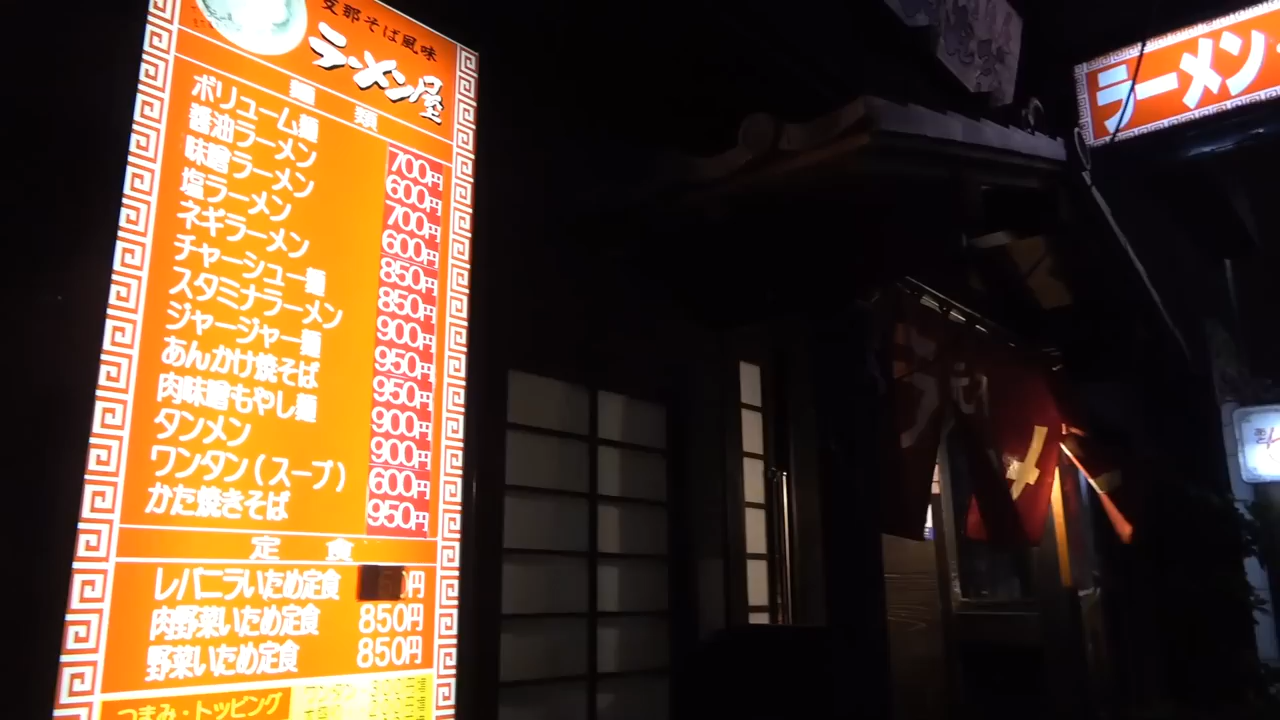 支那そば風味
ラーメン屋
麺類
ボリューム麺 700円
醤油ラーメン 600円
味噌ラーメン 700円
塩ラーメン 600円
ネギラーメン 850円
チャーシュー麺 850円
スタミナラーメン 900円
ジャージャー麺 950円
あんかけ焼そば 950円
肉味噌もやし麺 900円
タンメン 900円
ワンタン(スープ) 600円
かた焼きそば 950円
定食
レバニラいため定食 円
肉野菜いため定食 850円
野菜いため定食 850円
つまみ・トッピング
ワンタン
ラーメン
ラ
メ